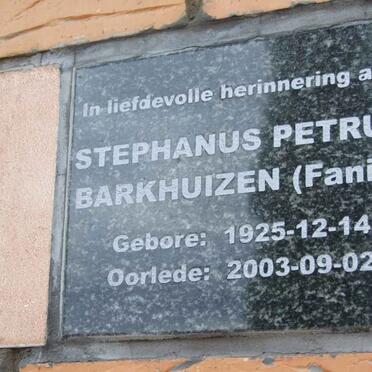 In liefdevolle herinnering a
STEPHANUS PETRU
BARKHUIZEN (Fani
Gebore: 1925-12-14
Oorlede: 2003-09-02